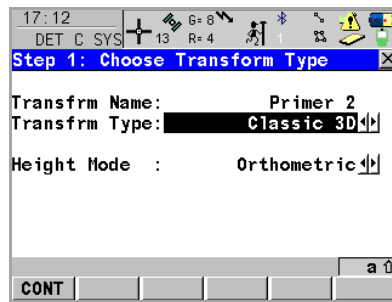 17:12
DET C SYS 13 G= 8 R= 4 1
Step 1: Choose Transform Type X
Transfrm Name: Primer 2
Transfrm Type: Classic 3D
Height Mode : Orthometric
a
CONT